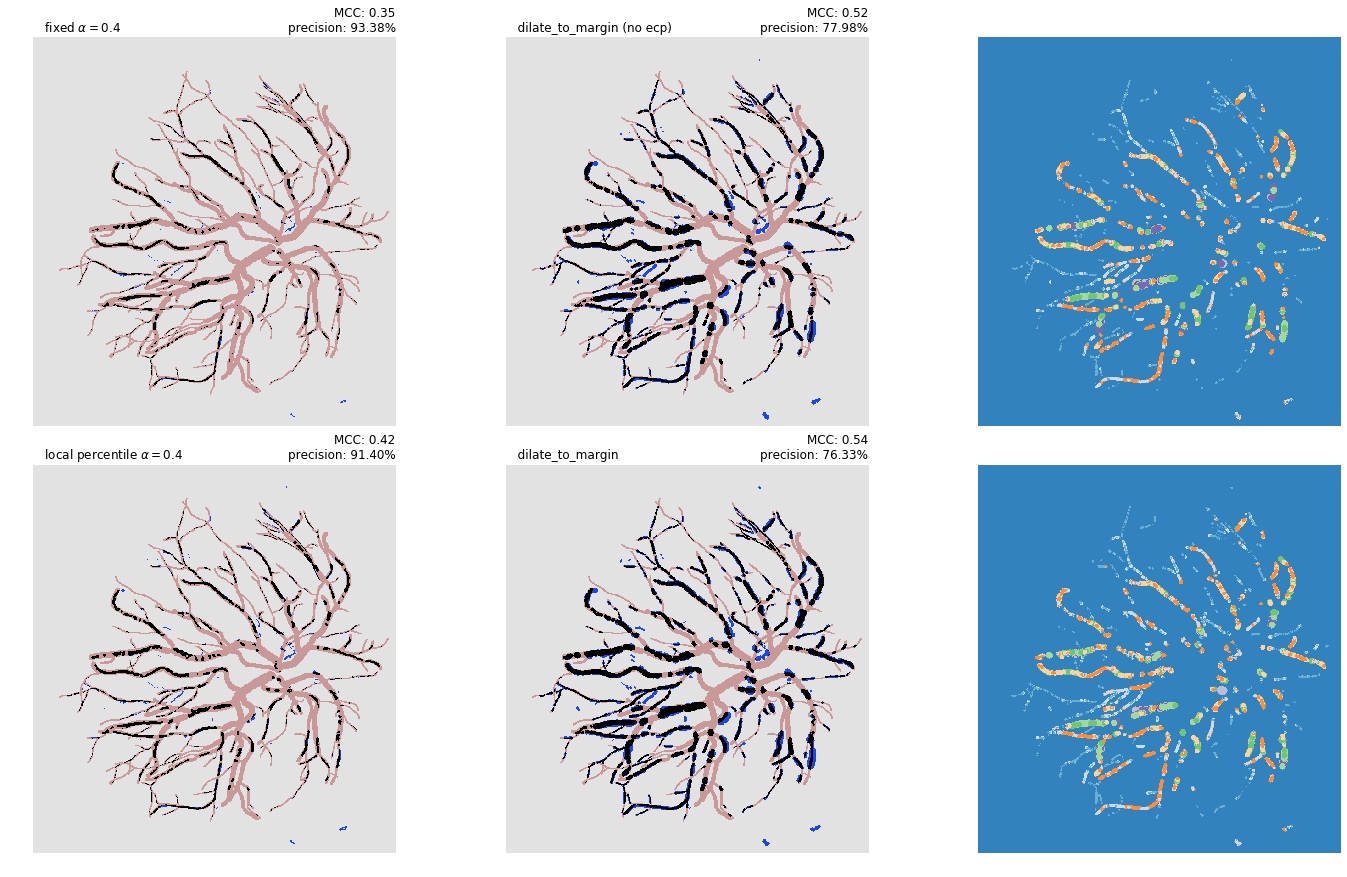 MCC: 0.35
fixed α = 0.4 precision: 93.38%
MCC: 0.52
dilate_to_margin (no ecp) precision: 77.98%
MCC: 0.42
local percentile α = 0.4 precision: 91.40%
MCC: 0.54
dilate_to_margin precision: 76.33%